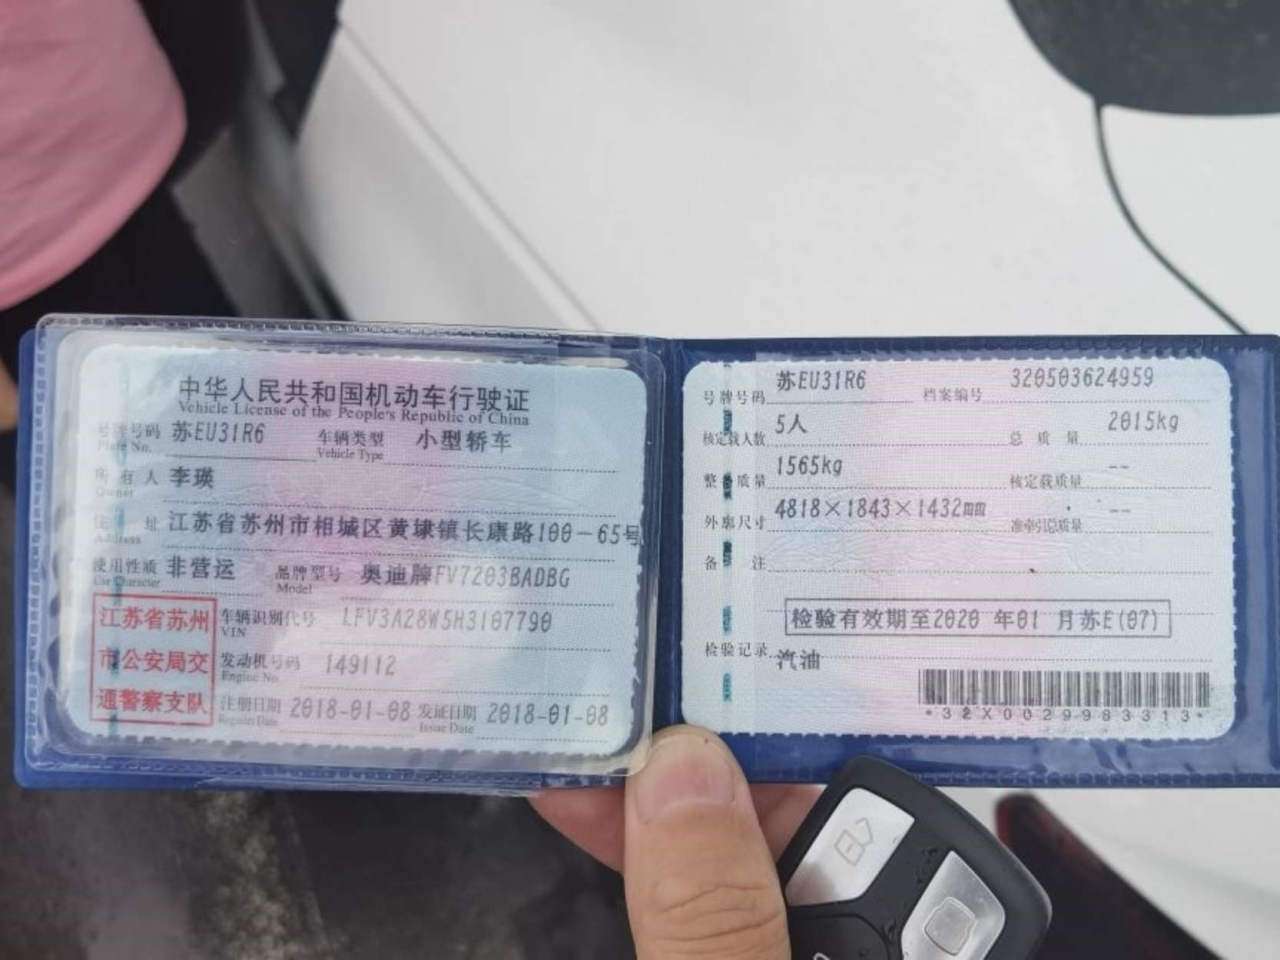 中华人民共和国机动车行驶证
Vehicle License of the People's Republic of China
号牌号码 苏EU31R6 车辆类型 小型轿车
Plate No. Vehicle Type
所有人 李瑛
Owner
住址 江苏省苏州市相城区黄埭镇长康路100-65号
Address
使用性质 非营运 品牌型号 奥迪牌FV7203BADBG
Use Character Model
江苏省苏州
市公安局交
通警察支队
车辆识别代号 LFV3A28W5H3107790
VIN
发动机号码 149112
Engine No.
注册日期 2018-01-08 发证日期 2018-01-08
Register Date Issue Date
号牌号码 苏EU31R6 档案编号 320503624959
核定载人数 5人 总质量 2015kg
整备质量 1565kg 核定载质量 --
外廓尺寸 4818×1843×1432mm 准牵引总质量 --
备注
检验有效期至2020 年01 月苏E(07)
检验记录
汽油
*32X0029983313*